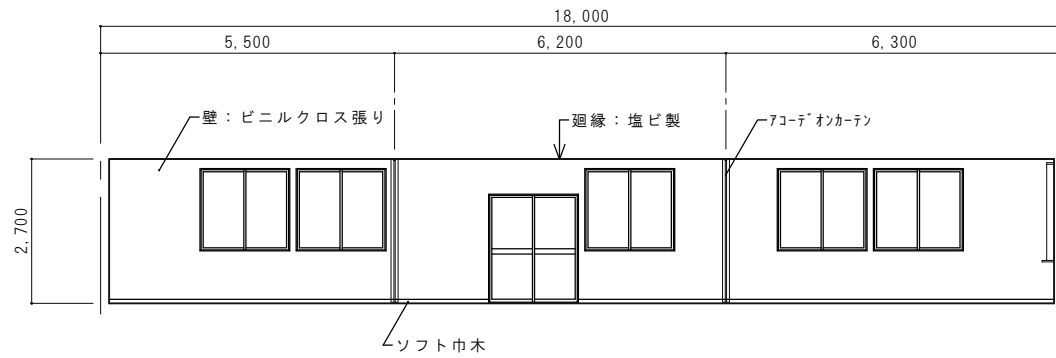 18,000
5,500
6,200
6,300
壁：ビニルクロス張り
廻縁：塩ビ製
ｱｺｰﾃﾞｵﾝｶｰﾃﾝ
2,700
ソフト巾木